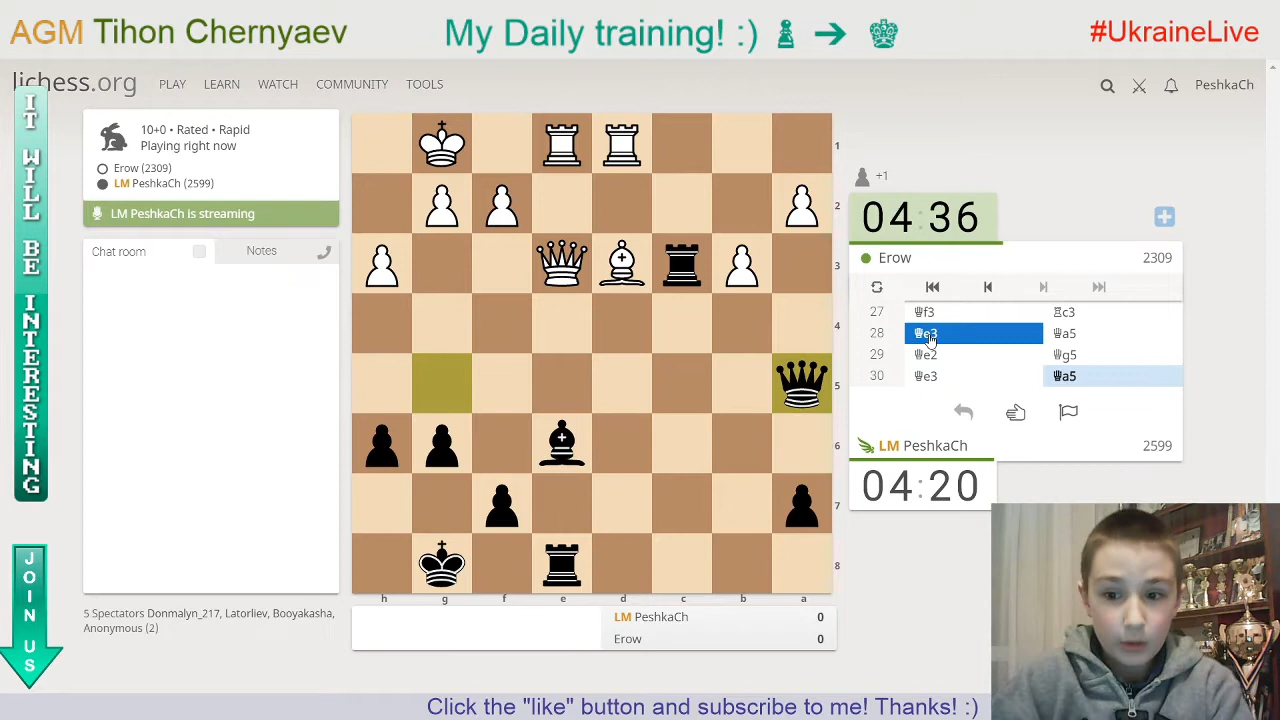 AGM Tihon Chernyaev
My Daily training! :)
#UkraineLive
lichess.org
PLAY LEARN WATCH COMMUNITY TOOLS
PeshkaCh
IT WILL BE INTERESTING
JOIN US
10+0 • Rated • Rapid
Playing right now
Erow (2309)
LM PeshkaCh (2599)
LM PeshkaCh is streaming
Chat room Notes
5 Spectators Donmalyn_217, Latorliev, Booyakasha,
Anonymous (2)
1
2
3
4
5
6
7
8
h g f e d c b a
LM PeshkaCh 0
Erow 0
+1
04:36
Erow 2309
27 ♕f3 ♖c3
28 ♕e3 ♕a5
29 ♕e2 ♕g5
30 ♕e3 ♕a5
LM PeshkaCh 2599
04:20
Click the "like" button and subscribe to me! Thanks! :)